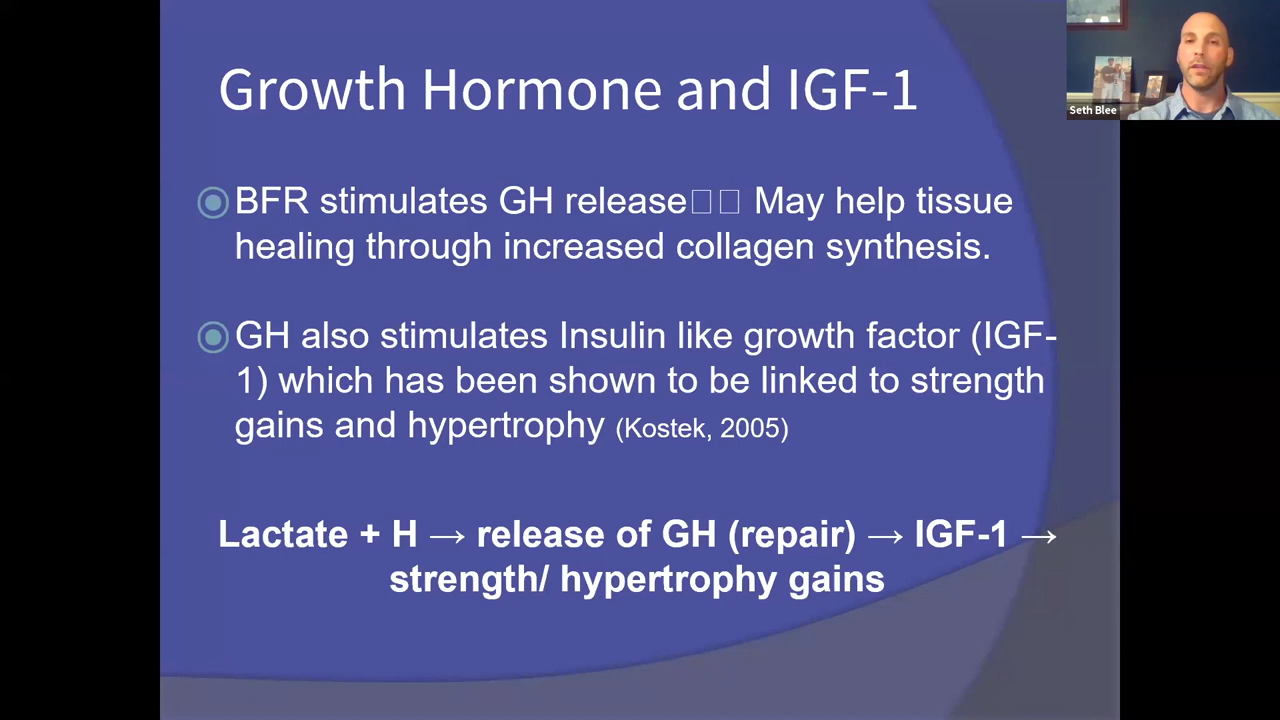 Growth Hormone and IGF-1
BFR stimulates GH release□□ May help tissue
healing through increased collagen synthesis.
GH also stimulates Insulin like growth factor (IGF-
1) which has been shown to be linked to strength
gains and hypertrophy (Kostek, 2005)
Lactate + H → release of GH (repair) → IGF-1 →
strength/ hypertrophy gains
Seth Blee